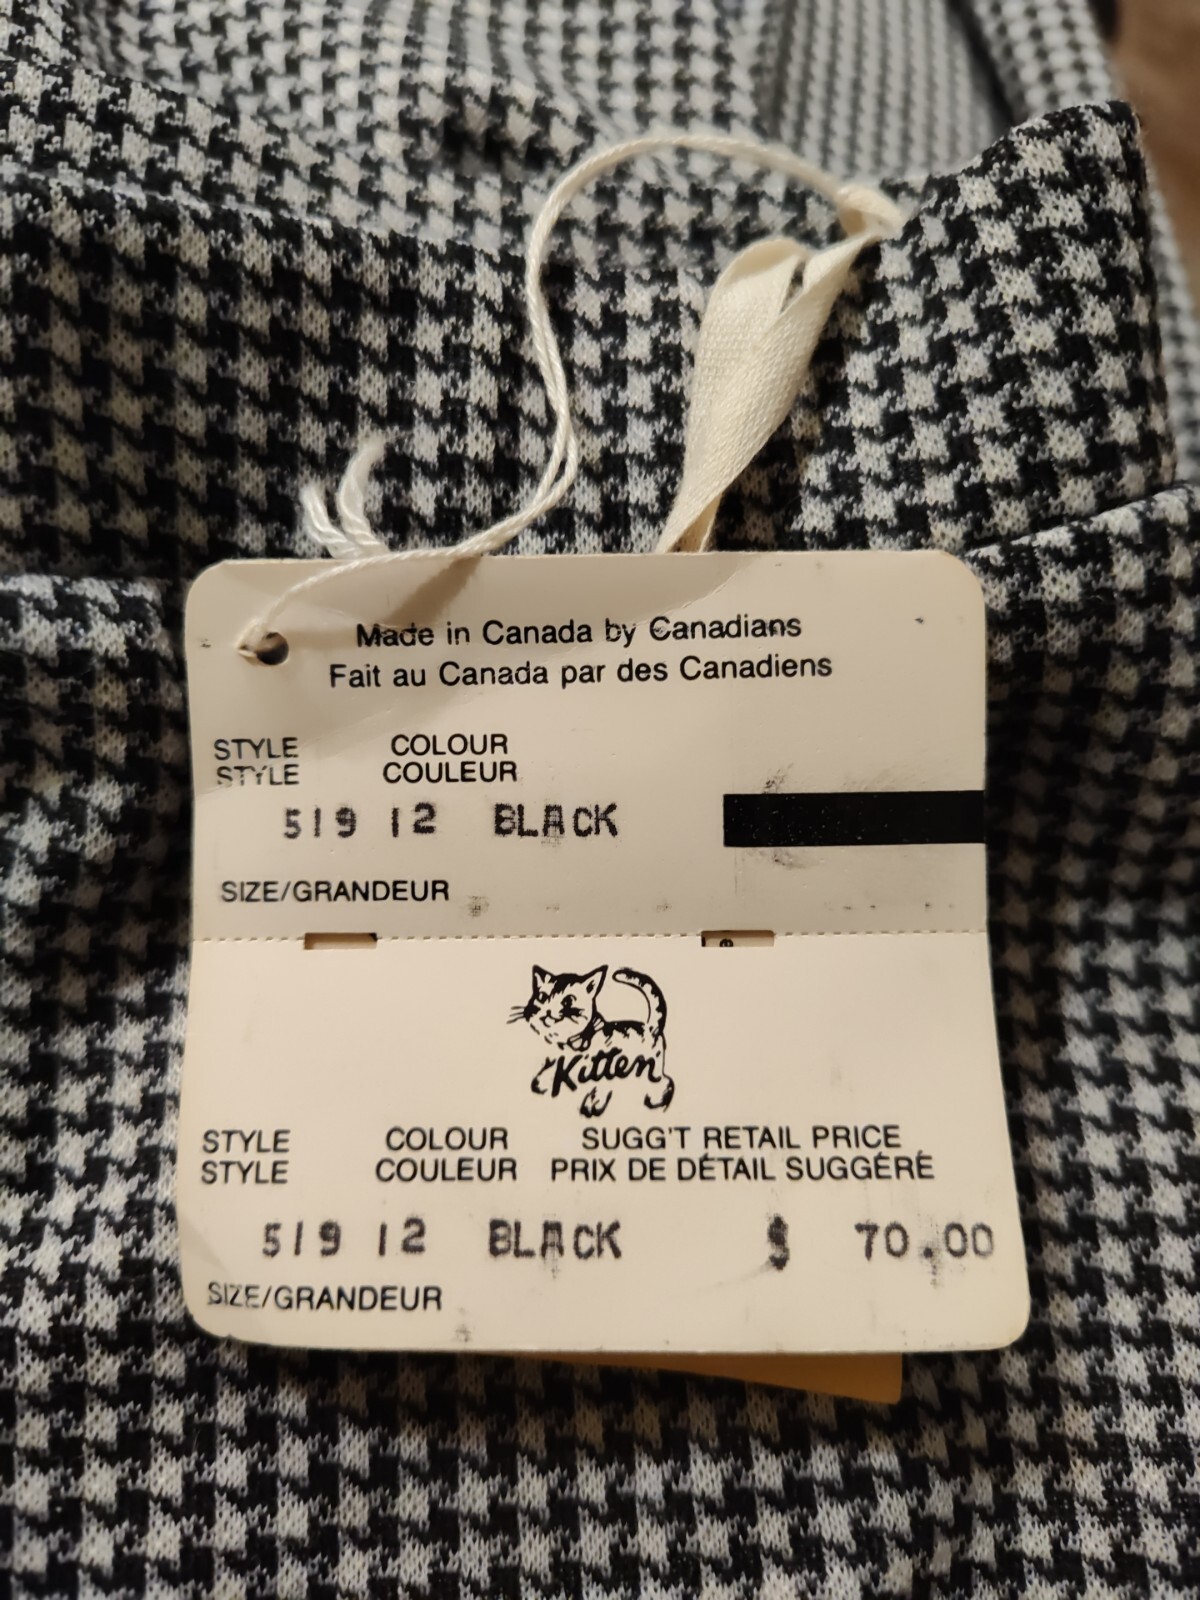 Made in Canada by Canadians
Fait au Canada par des Canadiens
STYLE COLOUR
STYLE COULEUR
519 12 BLACK
SIZE/GRANDEUR
Kitten
STYLE COLOUR SUGG'T RETAIL PRICE
STYLE COULEUR PRIX DE DÉTAIL SUGGÉRÉ
519 12 BLACK $ 70.00
SIZE/GRANDEUR